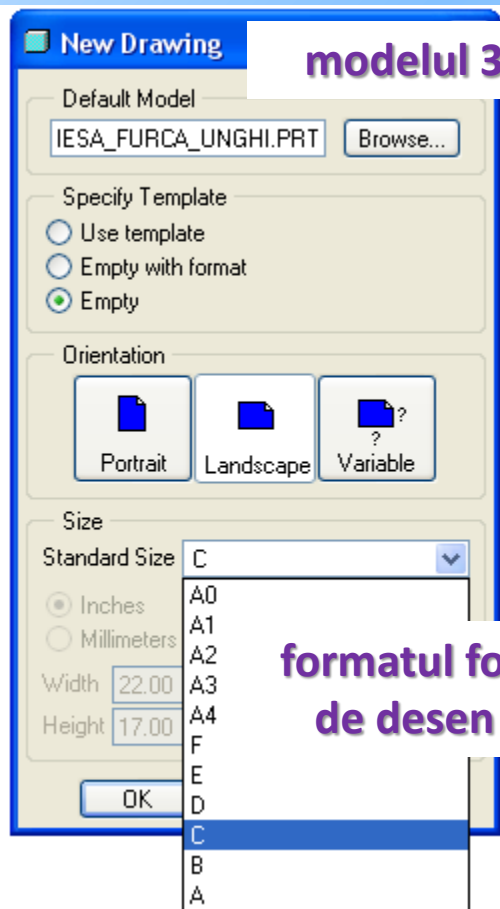 New Drawing
modelul 3
Default Model
IESA_FURCA_UNGHI.PRT Browse...
Specify Template
Use template
Empty with format
Empty
Orientation
? ?
Portrait Landscape Variable
Size
Standard Size C
Inches
Millimeters
Width 22.00
Height 17.00
OK
A0
A1
A2
A3
A4
F
E
D
C
B
A
formatul fo
de desen